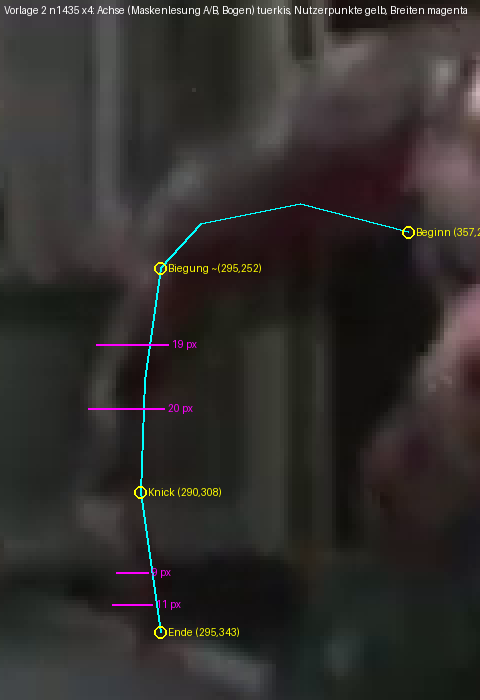 Vorlage 2 n1435 x4: Achse (Maskenlesung A/B, Bogen) tuerkis, Nutzerpunkte gelb, Breiten magenta
Beginn (357,2
Biegung ~(295,252)
19 px
20 px
Knick (290,308)
9 px
11 px
Ende (295,343)